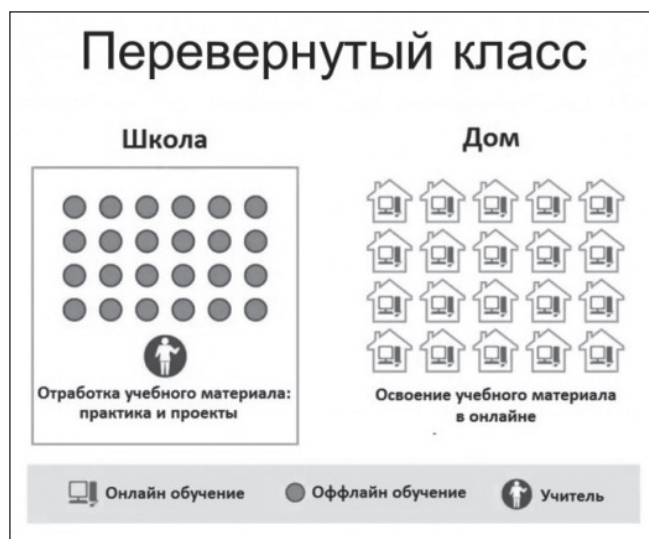 Перевернутый класс
Школа
Дом
Отработка учебного материала:
практика и проекты
Освоение учебного материала
в онлайне
Онлайн обучение
Оффлайн обучение
Учитель